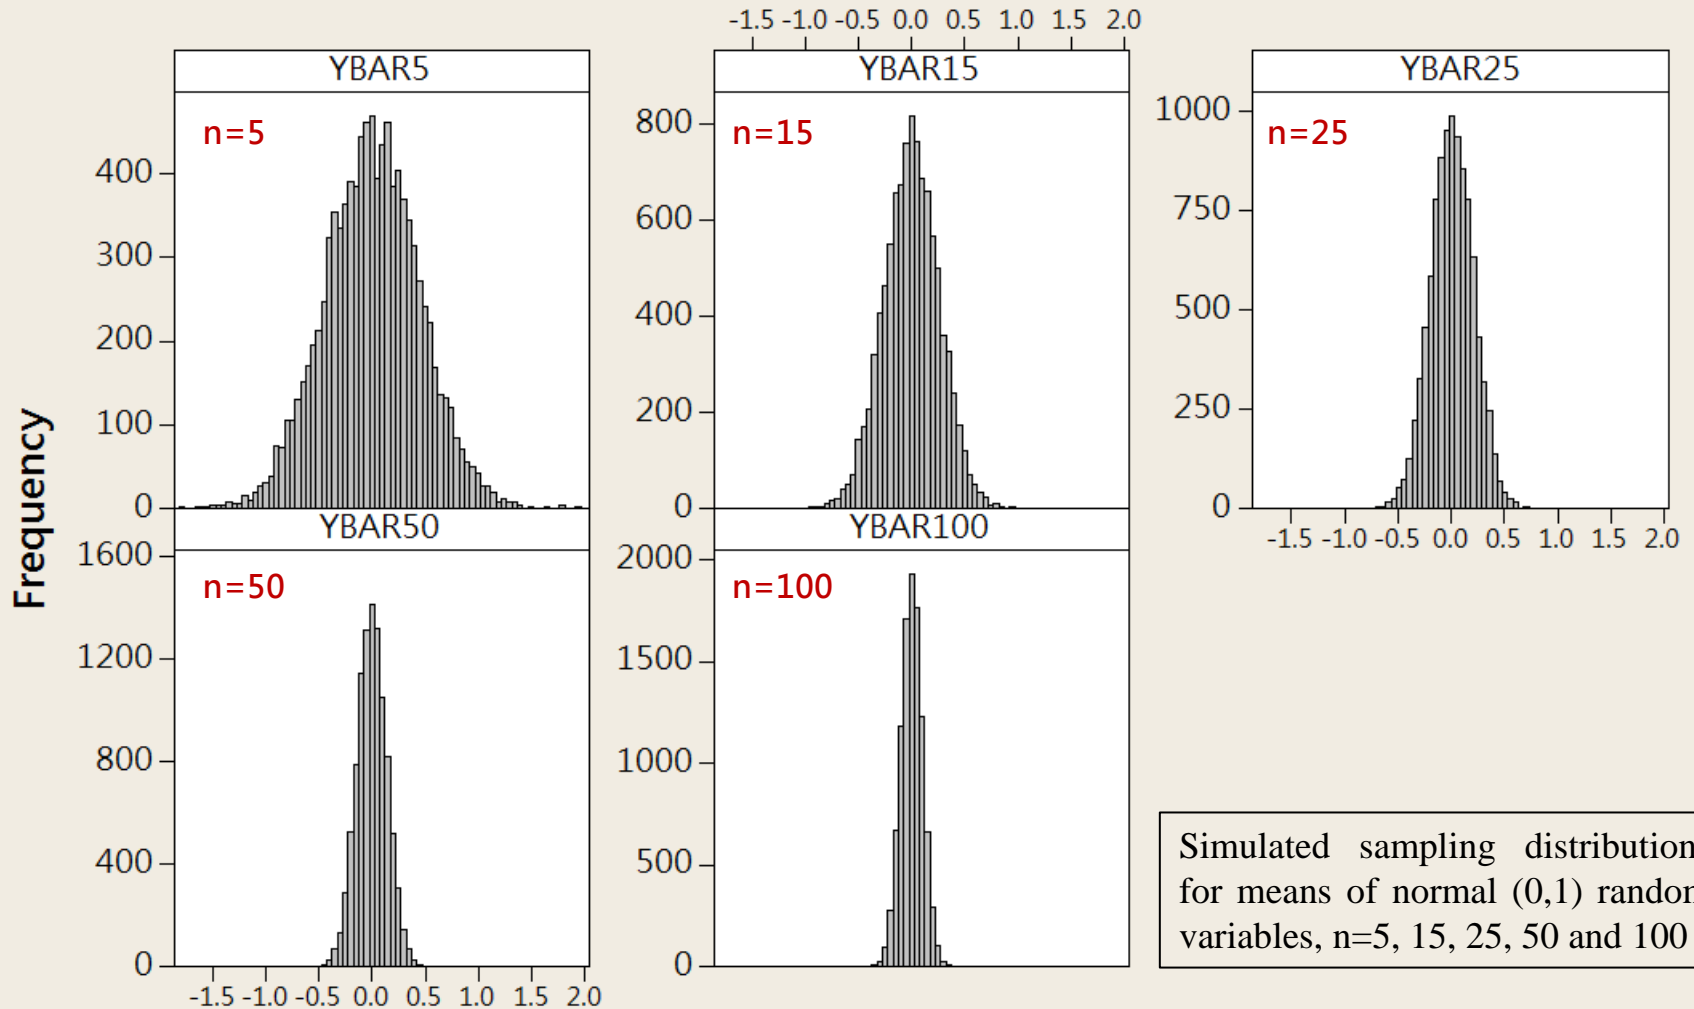 -1.5 -1.0 -0.5 0.0 0.5 1.0 1.5 2.0
YBAR5
YBAR15
YBAR25
n=5
n=15
n=25
400
300
200
100
0
800
600
400
200
0
1000
750
500
250
0
-1.5 -1.0 -0.5 0.0 0.5 1.0 1.5 2.0
Frequency
YBAR50
YBAR100
n=50
n=100
1600
1200
800
400
0
2000
1500
1000
500
0
-1.5 -1.0 -0.5 0.0 0.5 1.0 1.5 2.0
Simulated sampling distribution
for means of normal (0,1) random
variables, n=5, 15, 25, 50 and 100